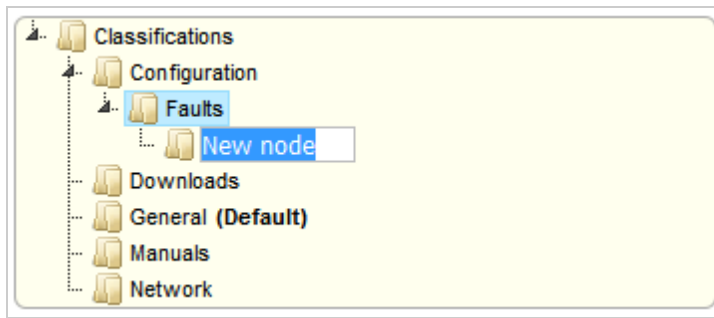 Classifications
Configuration
Faults
New node
Downloads
General (Default)
Manuals
Network